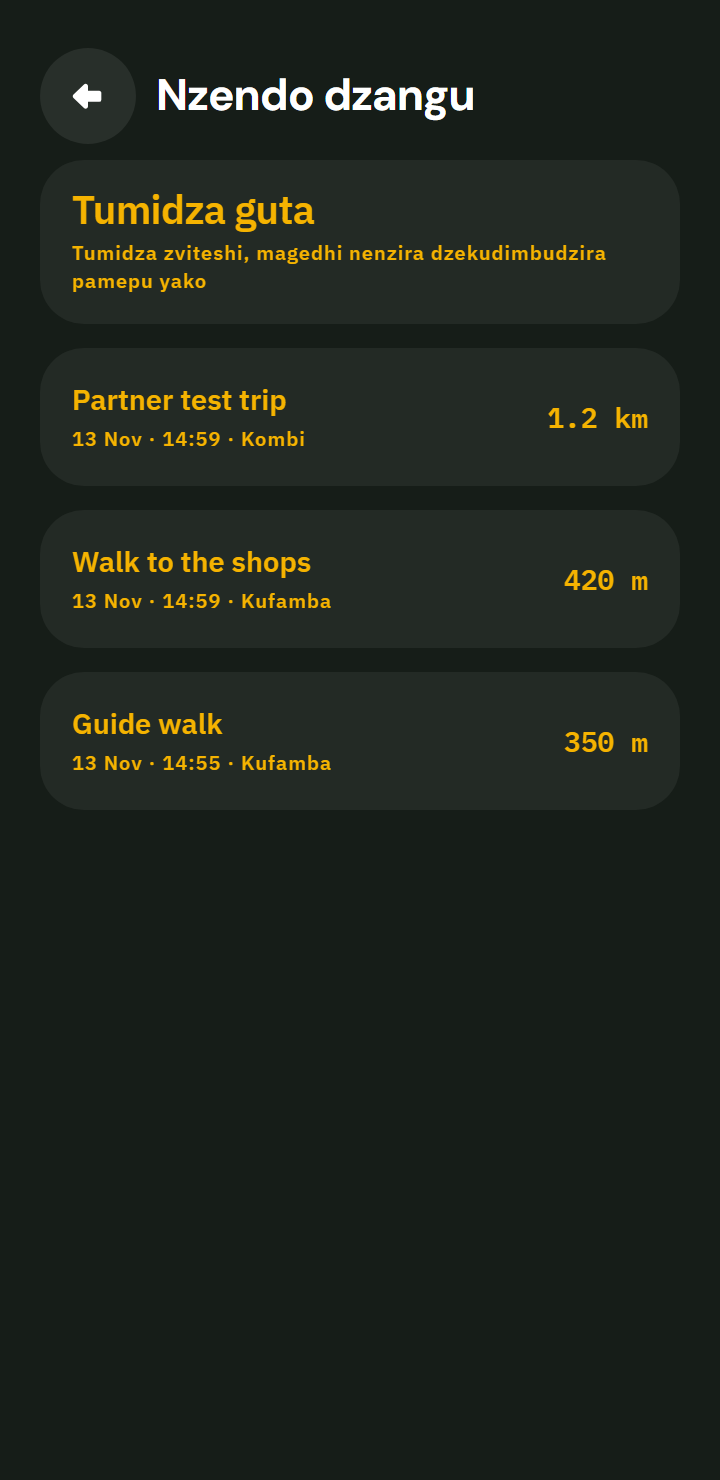 Nzendo dzangu
Tumidza guta
Tumidza zviteshi, magedhi nenzira dzekudimbudzira
pamepu yako
Partner test trip
13 Nov · 14:59 · Kombi
1.2 km
Walk to the shops
13 Nov · 14:59 · Kufamba
420 m
Guide walk
13 Nov · 14:55 · Kufamba
350 m